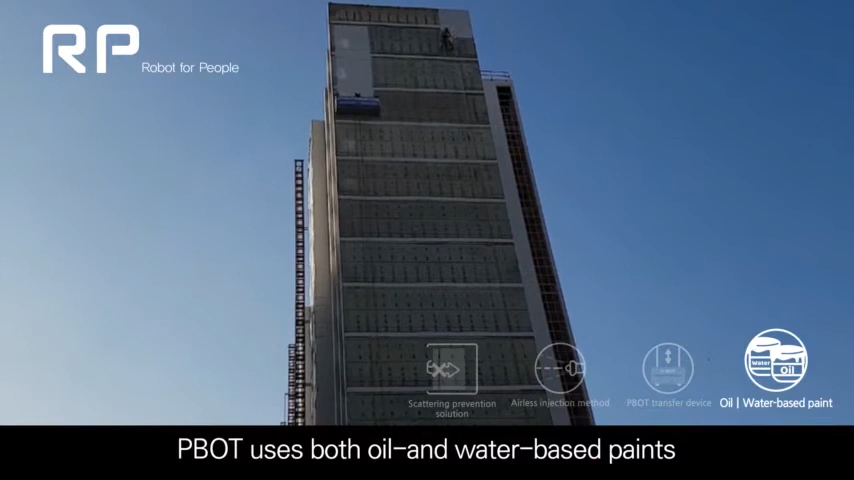 RP Robot for People
Water
Oil
Scattering prevention
solution
Airless injection method
PBOT transfer device
Oil | Water-based paint
PBOT uses both oil-and water-based paints